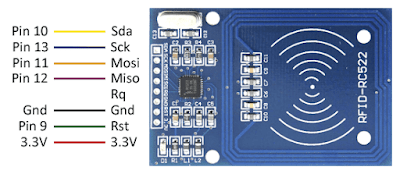 Pin 10 Sda
Pin 13 Sck
Pin 11 Mosi
Pin 12 Miso
Rq
Gnd Gnd
Pin 9 Rst
3.3V 3.3V
RFID-RC522